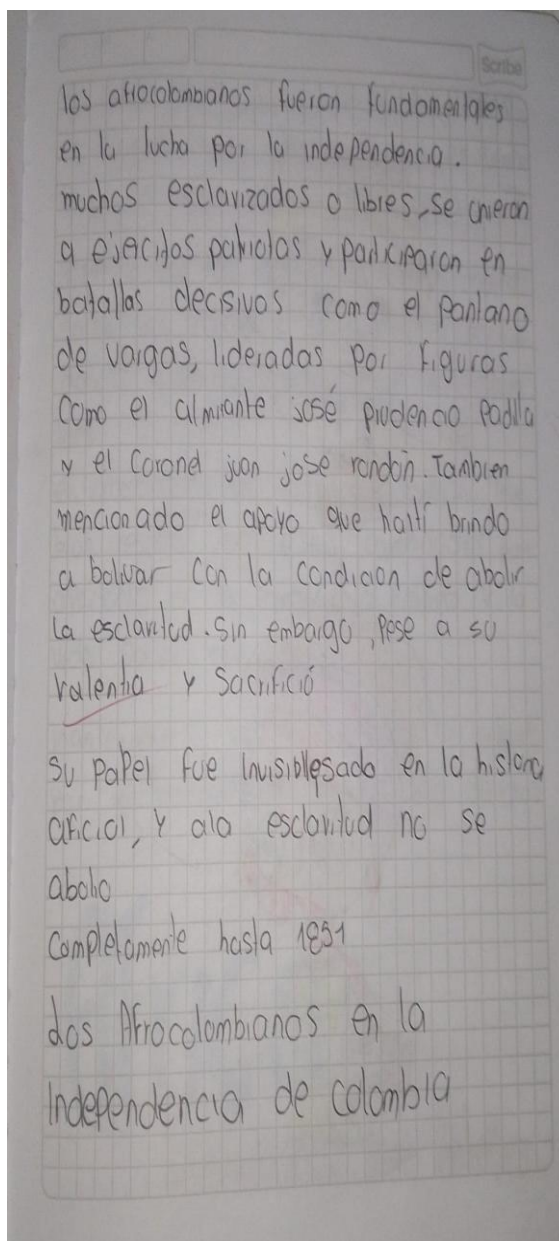 Scribe
los afrocolombianos fueron fundamentales
en la lucha por la independencia.
muchos esclavizados o libres, se unieron
a ejercitos patriotas y participaron en
batallas decisivas como el pantano
de vargas, lideradas por figuras
como el almirante josé prudencio padilla
y el coronel juan jose rondón. Tambien
mencionado el apoyo que haití brindo
a bolivar con la condicion de abolir
la esclavitud. sin embargo, pese a su
valentia y sacrifició
su papel fue invisiblesado en la historia
oficial, y ala esclavitud no se
abolio
completamente hasta 1851
dos Afrocolombianos en la
independencia de colombia